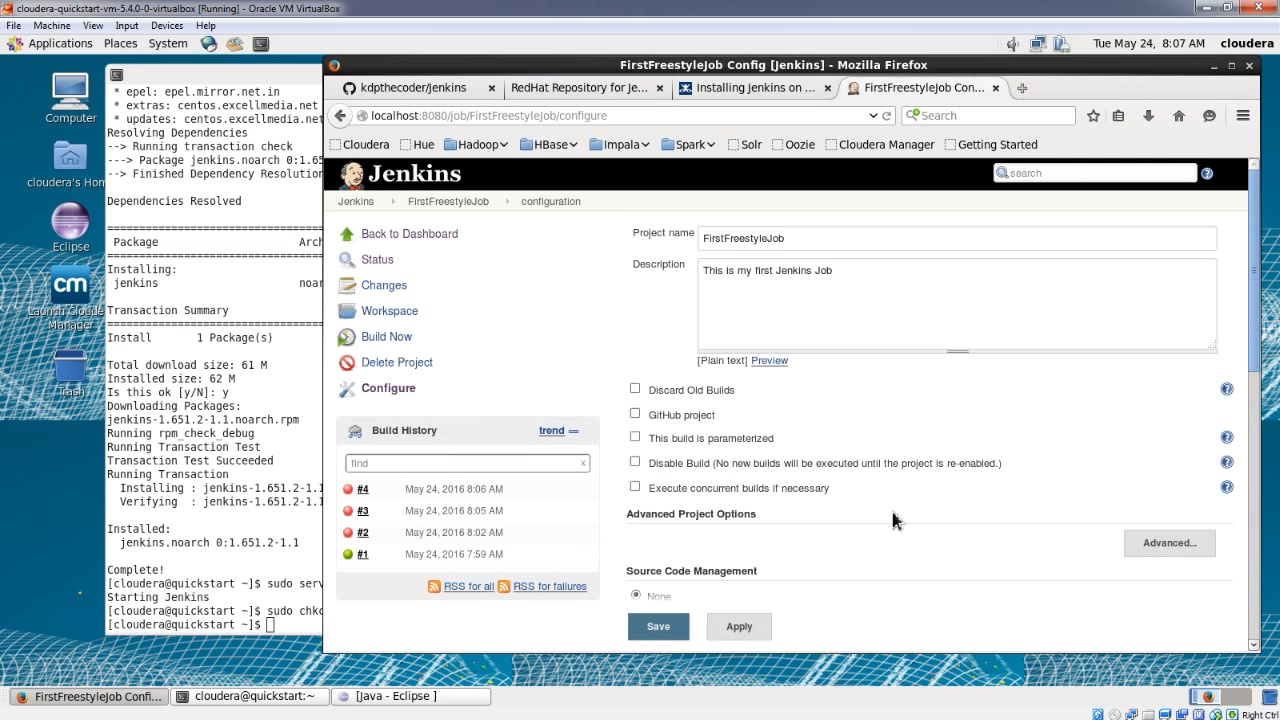 cloudera-quickstart-vm-5.4.0-0-virtualbox [Running] - Oracle VM VirtualBox
File Machine View Input Devices Help
Applications Places System Tue May 24, 8:07 AM cloudera
Computer
cloudera's Hom
Eclipse
cm
Launch Cloude
Manager
Trash
* epel: epel.mirror.net.in
* extras: centos.excellmedia.net
* updates: centos.excellmedia.net
Resolving Dependencies
--> Running transaction check
---> Package jenkins.noarch 0:1.65
--> Finished Dependency Resolution
Dependencies Resolved
Package Arch
Installing:
jenkins noar
Transaction Summary
Install 1 Package(s)
Total download size: 61 M
Installed size: 62 M
Is this ok [y/N]: y
Downloading Packages:
jenkins-1.651.2-1.1.noarch.rpm
Running rpm_check_debug
Running Transaction Test
Transaction Test Succeeded
Running Transaction
Installing : jenkins-1.651.2-1.1
Verifying : jenkins-1.651.2-1.1
Installed:
jenkins.noarch 0:1.651.2-1.1
Complete!
[cloudera@quickstart ~]$ sudo serv
Starting Jenkins
[cloudera@quickstart ~]$ sudo chkc
[cloudera@quickstart ~]$
FirstFreestyleJob Config [Jenkins] - Mozilla Firefox
kdpthecoder/Jenkins × RedHat Repository for Je... × Installing Jenkins on ... × FirstFreestyleJob Con... ×
localhost:8080/job/FirstFreestyleJob/configure Search
Cloudera Hue Hadoop HBase Impala Spark Solr Oozie Cloudera Manager Getting Started
Jenkins search
Jenkins FirstFreestyleJob configuration
Back to Dashboard
Status
Changes
Workspace
Build Now
Delete Project
Configure
Build History trend
find x
#4 May 24, 2016 8:06 AM
#3 May 24, 2016 8:05 AM
#2 May 24, 2016 8:02 AM
#1 May 24, 2016 7:59 AM
RSS for all RSS for failures
Project name FirstFreestyleJob
Description This is my first Jenkins Job
[Plain text] Preview
Discard Old Builds
GitHub project
This build is parameterized
Disable Build (No new builds will be executed until the project is re-enabled.)
Execute concurrent builds if necessary
Advanced Project Options
Advanced...
Source Code Management
None
Save Apply
FirstFreestyleJob Confi... cloudera@quickstart:~ [Java - Eclipse ]
Right Ctrl